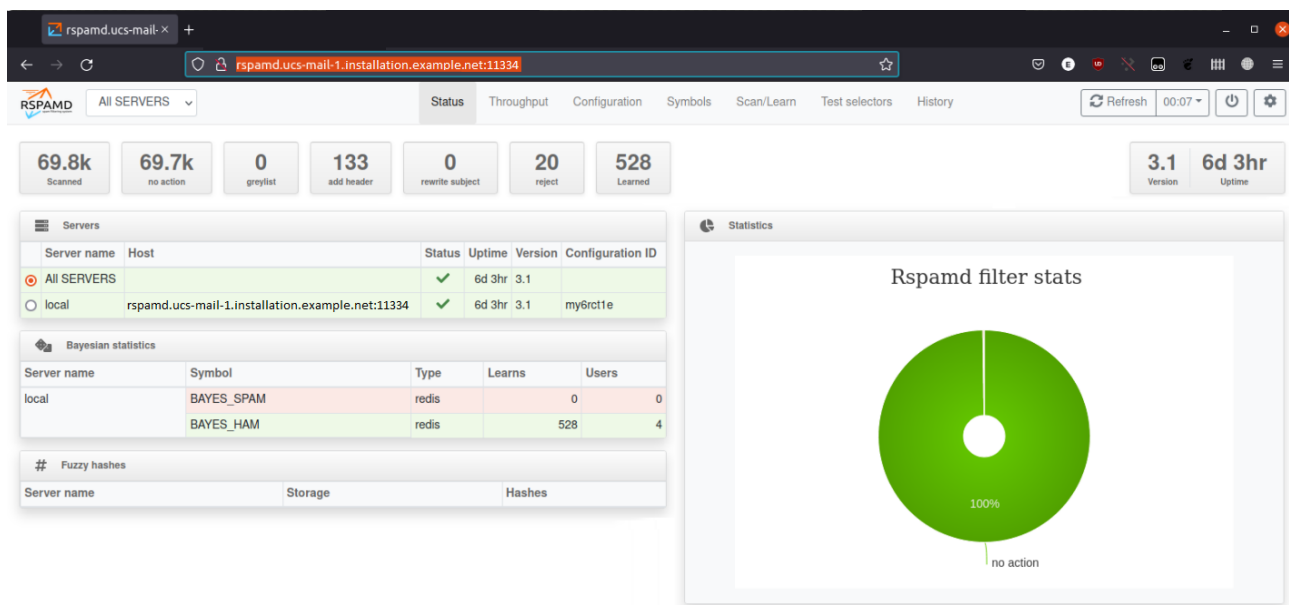 rspamd.ucs-mail-
rspamd.ucs-mail-1.installation.example.net:11334
RSPAMD All SERVERS Status Throughput Configuration Symbols Scan/Learn Test selectors History Refresh 00:07
69.8k 69.7k 0 133 0 20 528 3.1 6d 3hr
Scanned no action greylist add header rewrite subject reject Learned Version Uptime
Servers
Server name Host Status Uptime Version Configuration ID
All SERVERS 6d 3hr 3.1
local rspamd.ucs-mail-1.installation.example.net:11334 6d 3hr 3.1 my6rct1e
Bayesian statistics
Server name Symbol Type Learns Users
local BAYES_SPAM redis 0 0
BAYES_HAM redis 528 4
# Fuzzy hashes
Server name Storage Hashes
Statistics
Rspamd filter stats
100%
no action